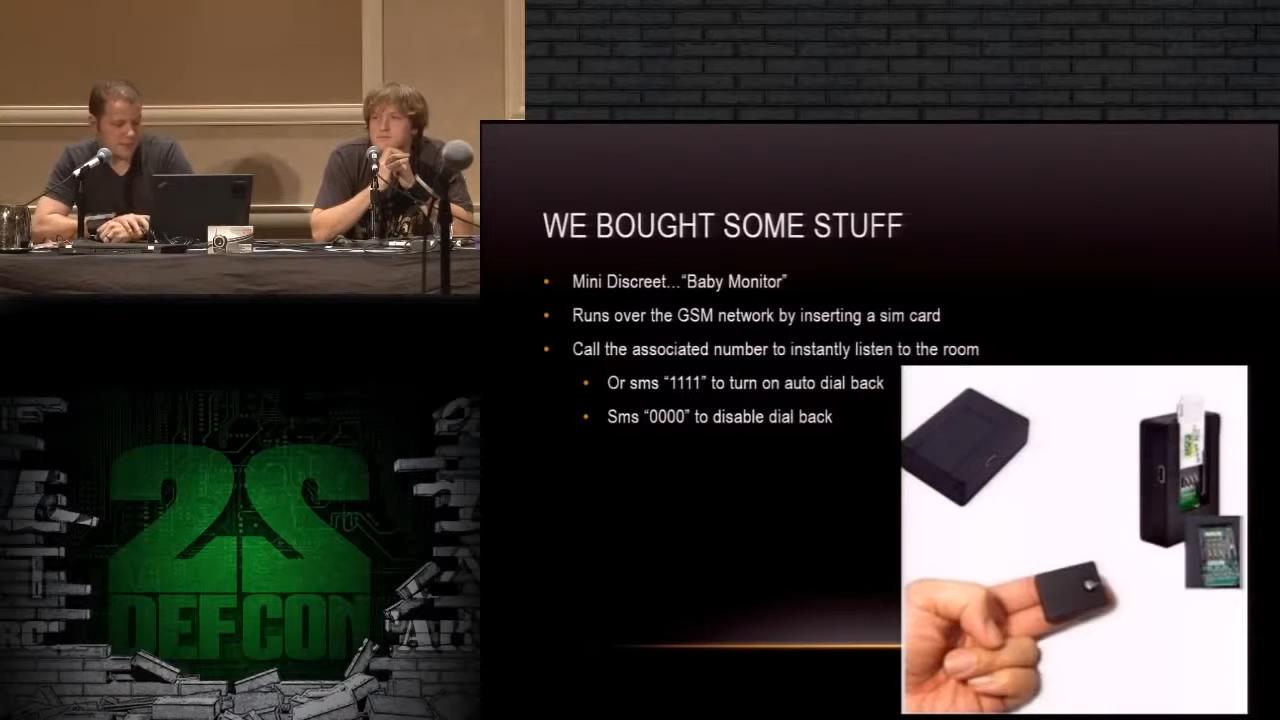 WE BOUGHT SOME STUFF
Mini Discreet…“Baby Monitor”
Runs over the GSM network by inserting a sim card
Call the associated number to instantly listen to the room
Or sms “1111” to turn on auto dial back
Sms “0000” to disable dial back
22
DEFCON